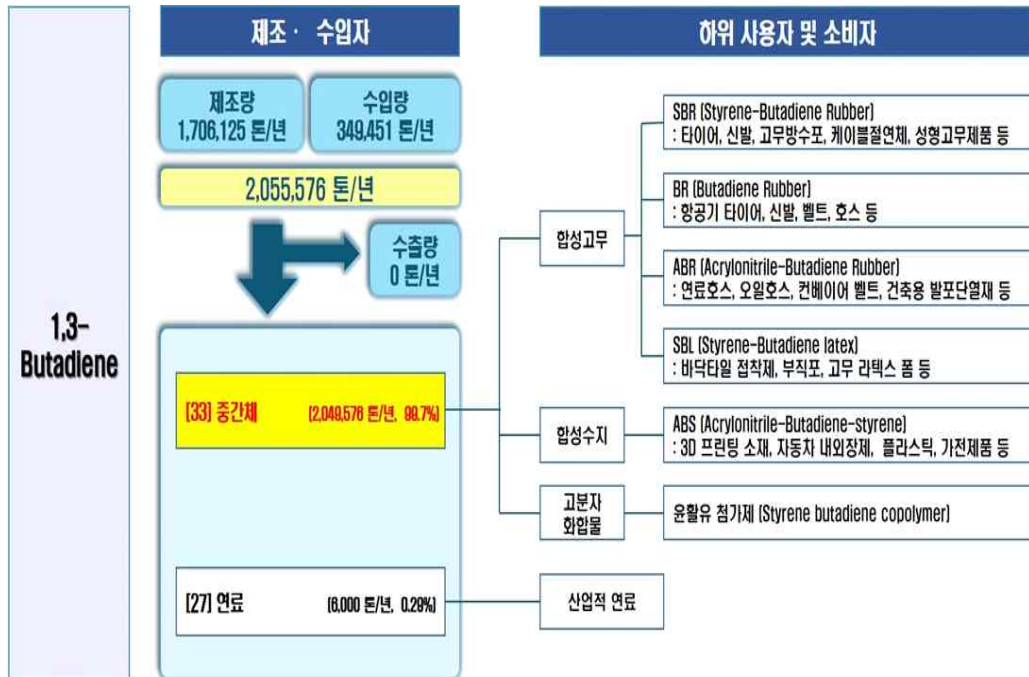 제조· 수입자
하위 사용자 및 소비자
제조량
1,706,125 톤/년
수입량
349,451 톤/년
2,055,576 톤/년
수출량
0 톤/년
1,3-
Butadiene
[33] 중간체 (2,049,576 톤/년, 99.7%)
[27] 연료 (6,000 톤/년, 0.29%)
합성고무
합성수지
고분자
화합물
산업적 연료
SBR (Styrene-Butadiene Rubber)
: 타이어, 신발, 고무방수포, 케이블절연체, 성형고무제품 등
BR (Butadiene Rubber)
: 항공기 타이어, 신발, 벨트, 호스 등
ABR (Acrylonitrile-Butadiene Rubber)
: 연료호스, 오일호스, 컨베이어 벨트, 건축용 발포단열재 등
SBL (Styrene-Butadiene latex)
: 바닥타일 접착제, 부직포, 고무 라텍스 폼 등
ABS (Acrylonitrile-Butadiene-styrene)
: 3D 프린팅 소재, 자동차 내외장제, 플라스틱, 가전제품 등
윤활유 첨가제 (Styrene butadiene copolymer)